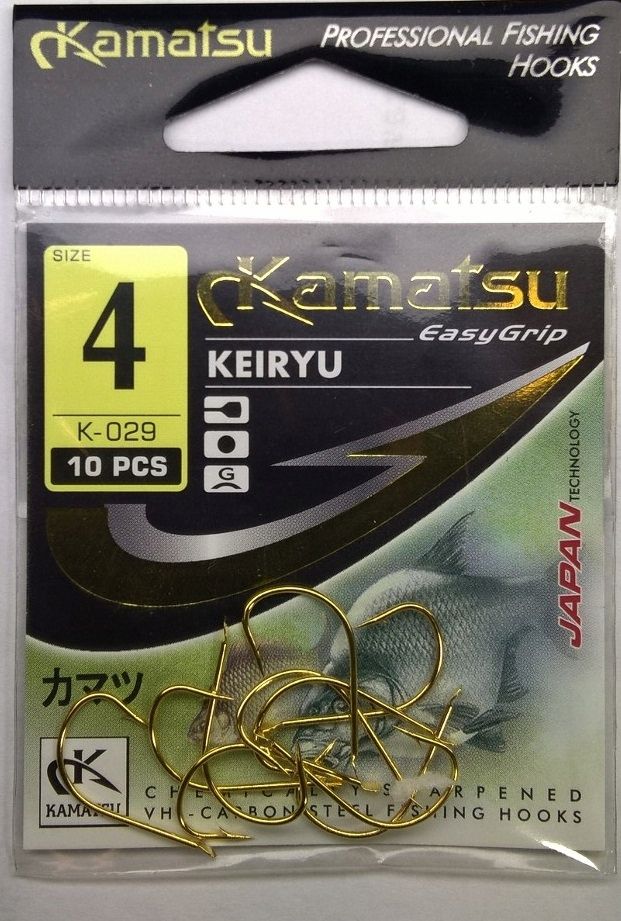 Kamatsu
PROFESSIONAL FISHING
HOOKS
SIZE
4
K-029
10 PCS
Kamatsu
EasyGrip
KEIRYU
G
JAPAN TECHNOLOGY
カマツ
K
KAMATSU
CHEMICALLY SHARPENED
VHI-CARBON STEEL FISHING HOOKS